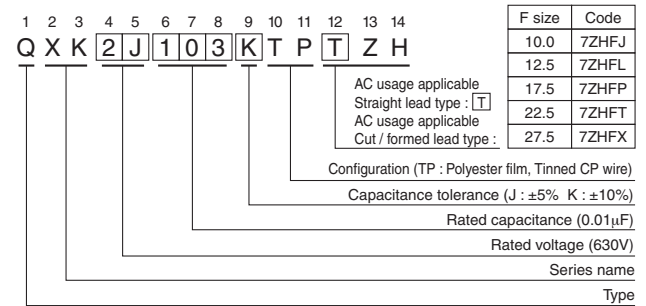 1 2 3 4 5 6 7 8 9 10 11 12 13 14
Q X K 2 J 1 0 3 K T P T Z H
F size Code
10.0 7ZHFJ
12.5 7ZHFL
17.5 7ZHFP
22.5 7ZHFT
27.5 7ZHFX
AC usage applicable
Straight lead type : T
AC usage applicable
Cut / formed lead type :
Configuration (TP : Polyester film, Tinned CP wire)
Capacitance tolerance (J : ±5% K : ±10%)
Rated capacitance (0.01μF)
Rated voltage (630V)
Series name
Type